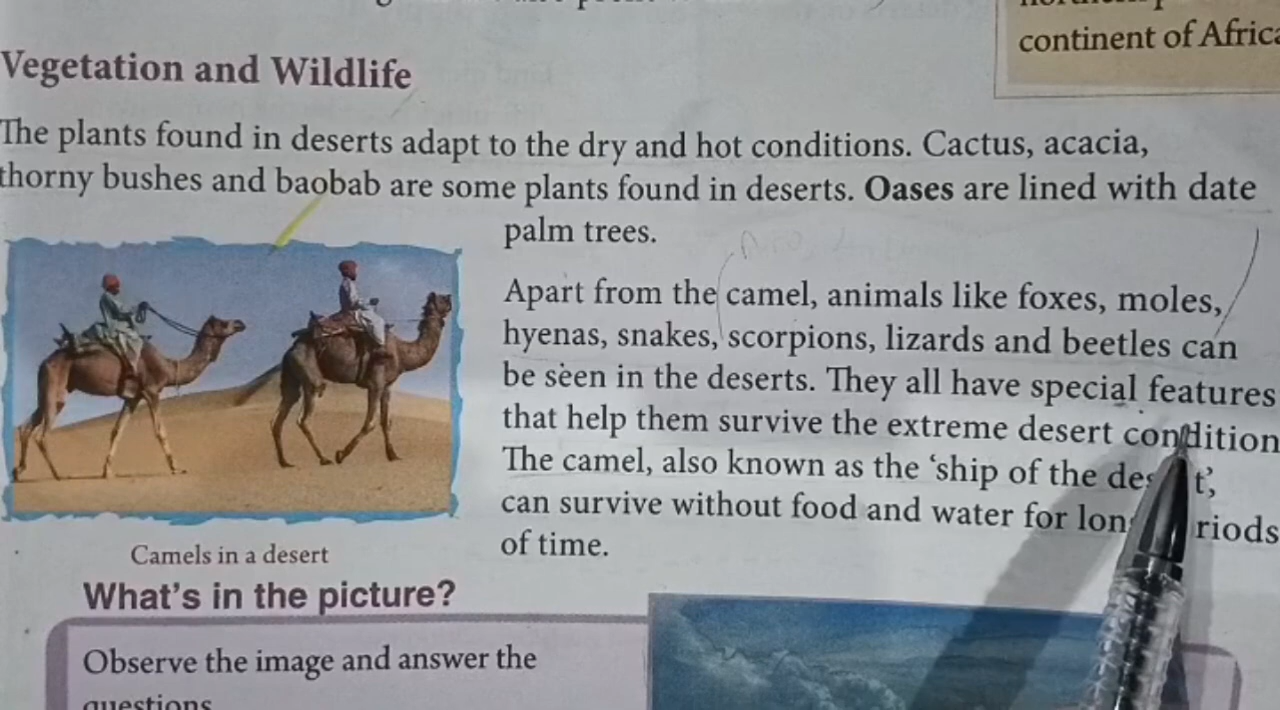 continent of Africa
Vegetation and Wildlife
The plants found in deserts adapt to the dry and hot conditions. Cactus, acacia,
thorny bushes and baobab are some plants found in deserts. Oases are lined with date
palm trees.
Apart from the camel, animals like foxes, moles,
hyenas, snakes, scorpions, lizards and beetles can
be seen in the deserts. They all have special features
that help them survive the extreme desert condition
The camel, also known as the ‘ship of the des t’,
can survive without food and water for lon riods
of time.
Camels in a desert
What's in the picture?
Observe the image and answer the
questions